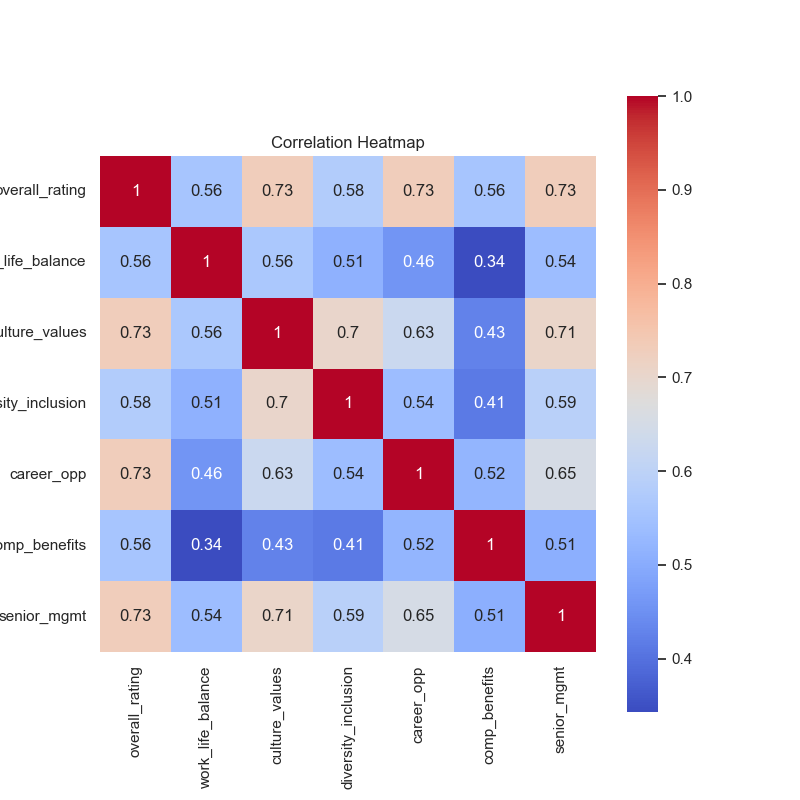 Correlation Heatmap
overall_rating 1 0.56 0.73 0.58 0.73 0.56 0.73
_life_balance 0.56 1 0.56 0.51 0.46 0.34 0.54
ulture_values 0.73 0.56 1 0.7 0.63 0.43 0.71
sity_inclusion 0.58 0.51 0.7 1 0.54 0.41 0.59
career_opp 0.73 0.46 0.63 0.54 1 0.52 0.65
omp_benefits 0.56 0.34 0.43 0.41 0.52 1 0.51
senior_mgmt 0.73 0.54 0.71 0.59 0.65 0.51 1
overall_rating
work_life_balance
culture_values
diversity_inclusion
career_opp
comp_benefits
senior_mgmt
1.0
0.9
0.8
0.7
0.6
0.5
0.4